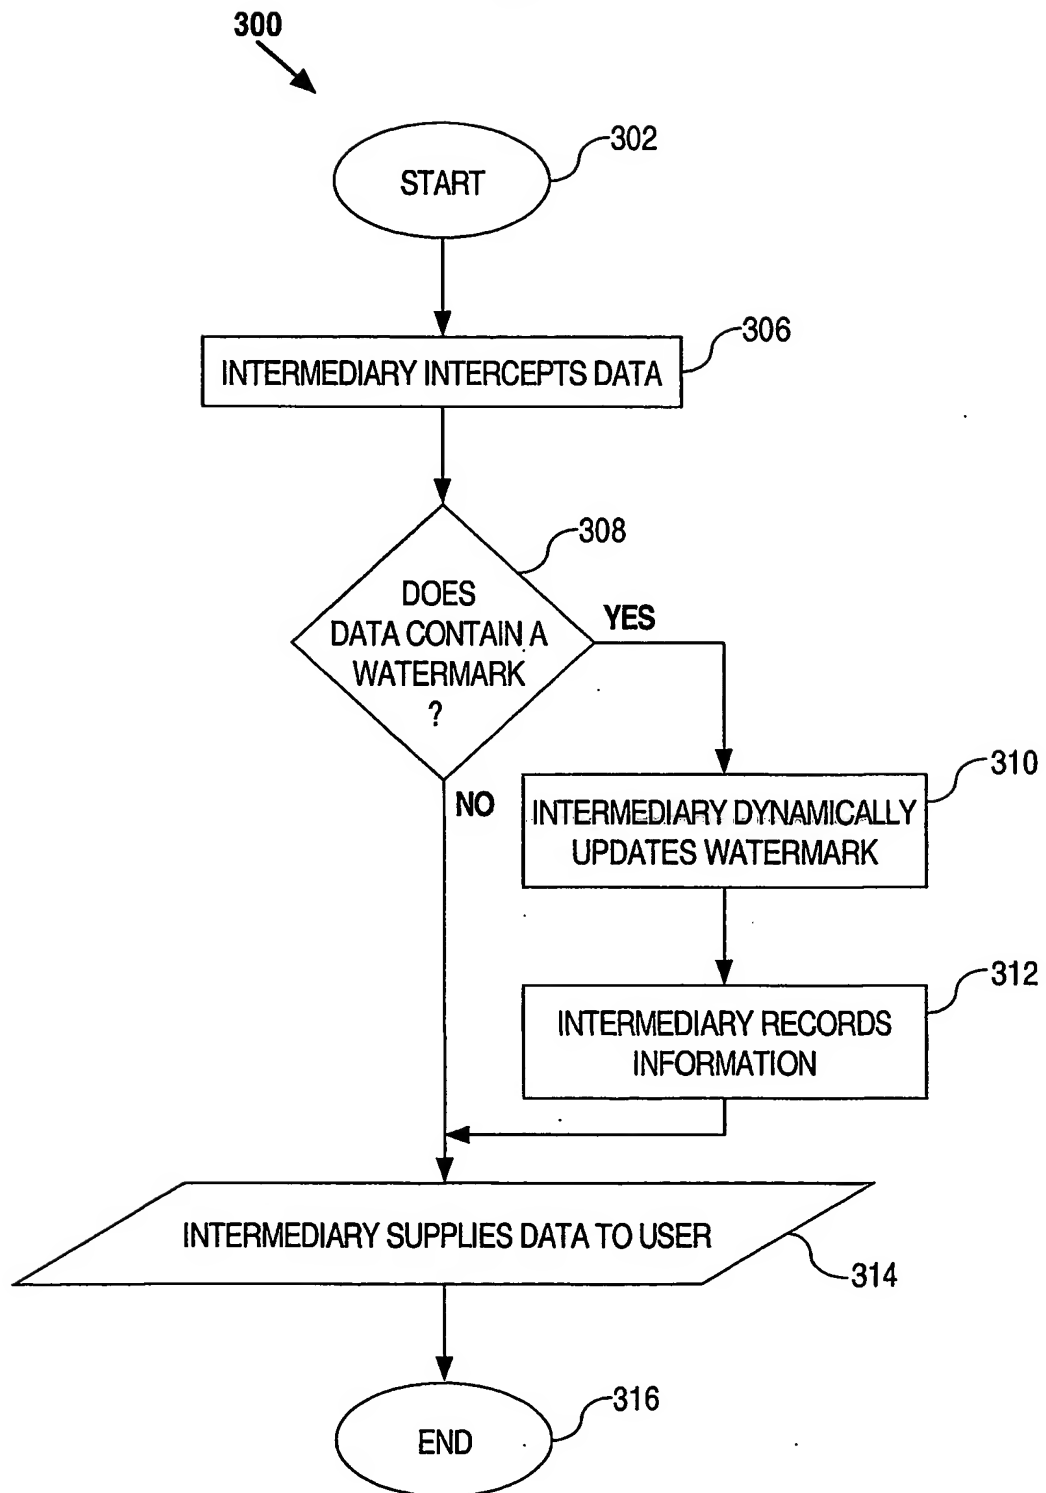 300
302
START
306
INTERMEDIARY INTERCEPTS DATA
308
DOES
DATA CONTAIN A
WATERMARK
?
YES
NO
310
INTERMEDIARY DYNAMICALLY
UPDATES WATERMARK
312
INTERMEDIARY RECORDS
INFORMATION
INTERMEDIARY SUPPLIES DATA TO USER
314
316
END